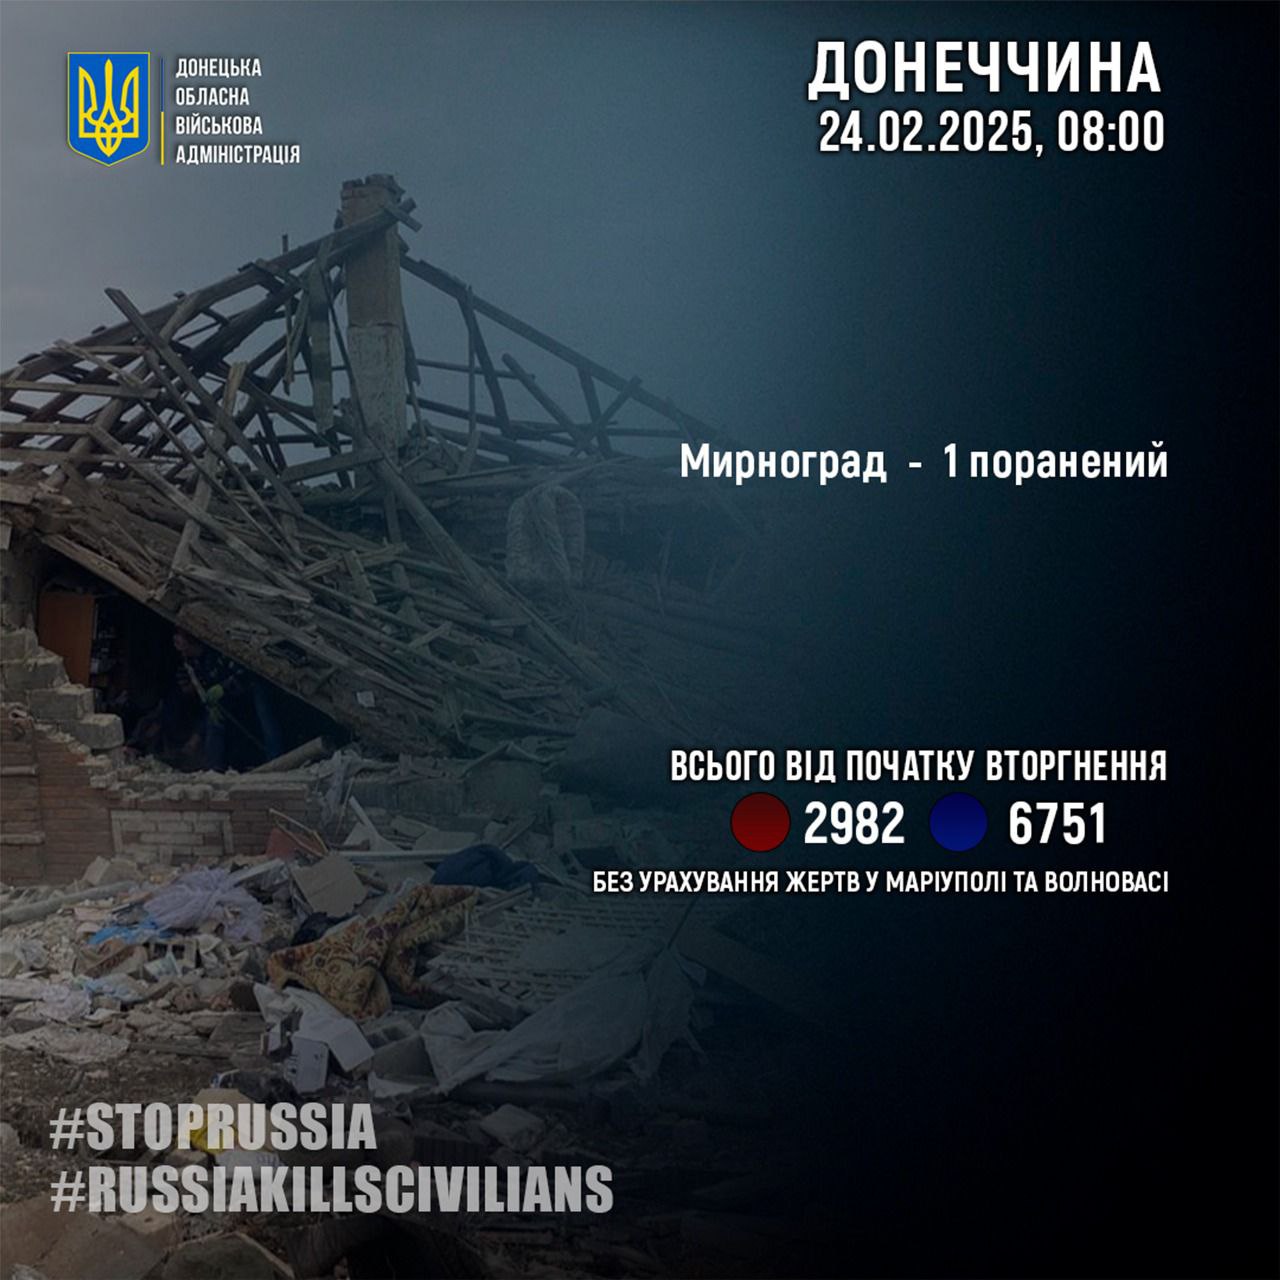 ДОНЕЦЬКА
ОБЛАСНА
ВІЙСЬКОВА
АДМІНІСТРАЦІЯ
ДОНЕЧЧИНА
24.02.2025, 08:00
Мирноград - 1 поранений
ВСЬОГО ВІД ПОЧАТКУ ВТОРГНЕННЯ
2982 6751
БЕЗ УРАХУВАННЯ ЖЕРТВ У МАРІУПОЛІ ТА ВОЛНОВАСІ
#STOPRUSSIA
#RUSSIAKILLSCIVILIANS